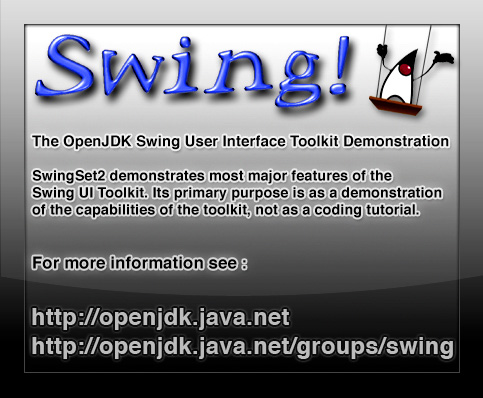 Swing!
The OpenJDK Swing User Interface Toolkit Demonstration
SwingSet2 demonstrates most major features of the
Swing UI Toolkit. Its primary purpose is as a demonstration
of the capabilities of the toolkit, not as a coding tutorial.
For more information see :
http://openjdk.java.net
http://openjdk.java.net/groups/swing